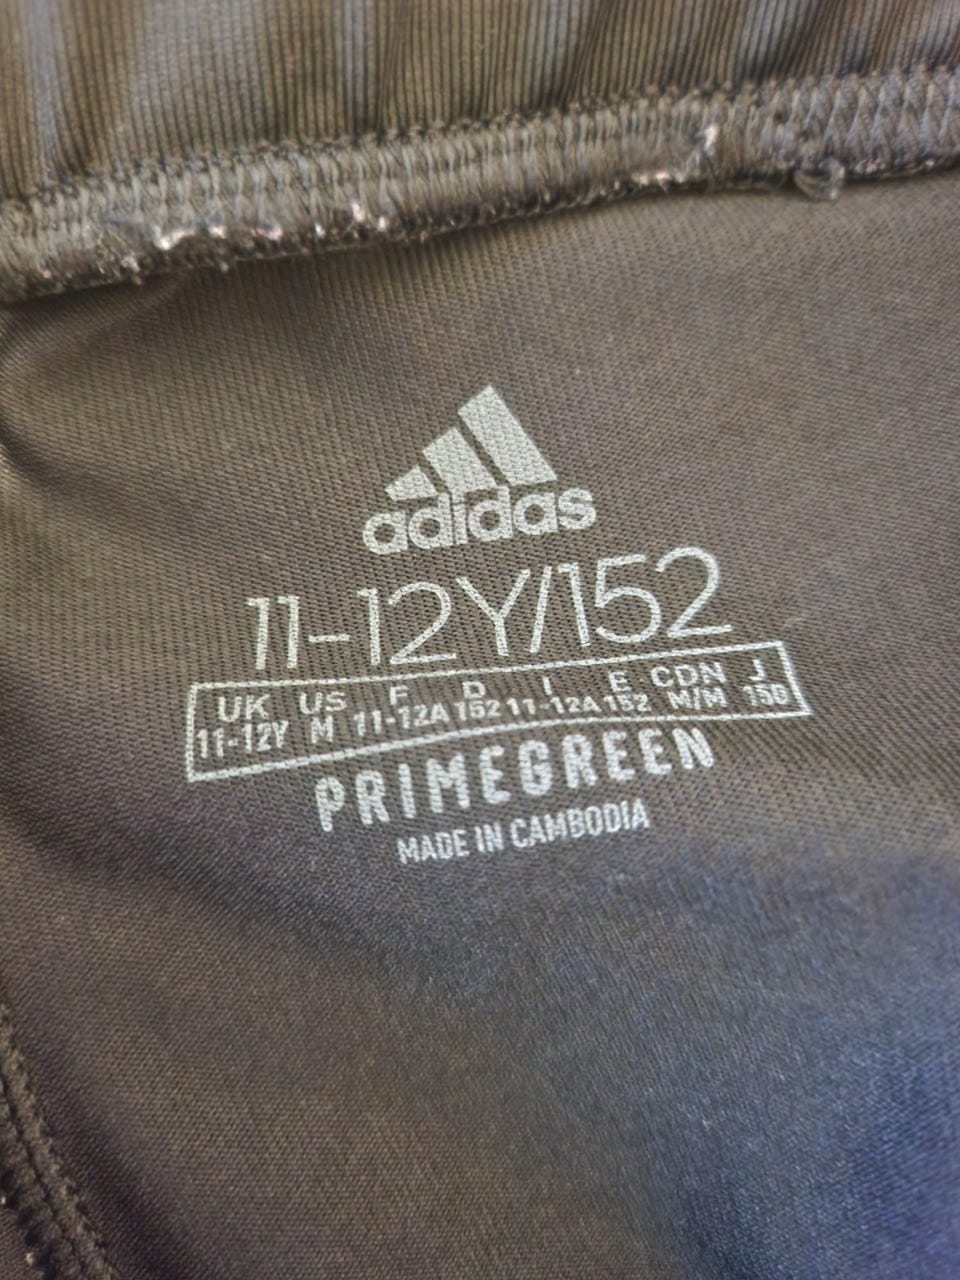 adidas
11-12Y/152
UK US F D I E CDN J
11-12Y M 11-12A 152 11-12A 152 M/M 150
PRIMEGREEN
MADE IN CAMBODIA